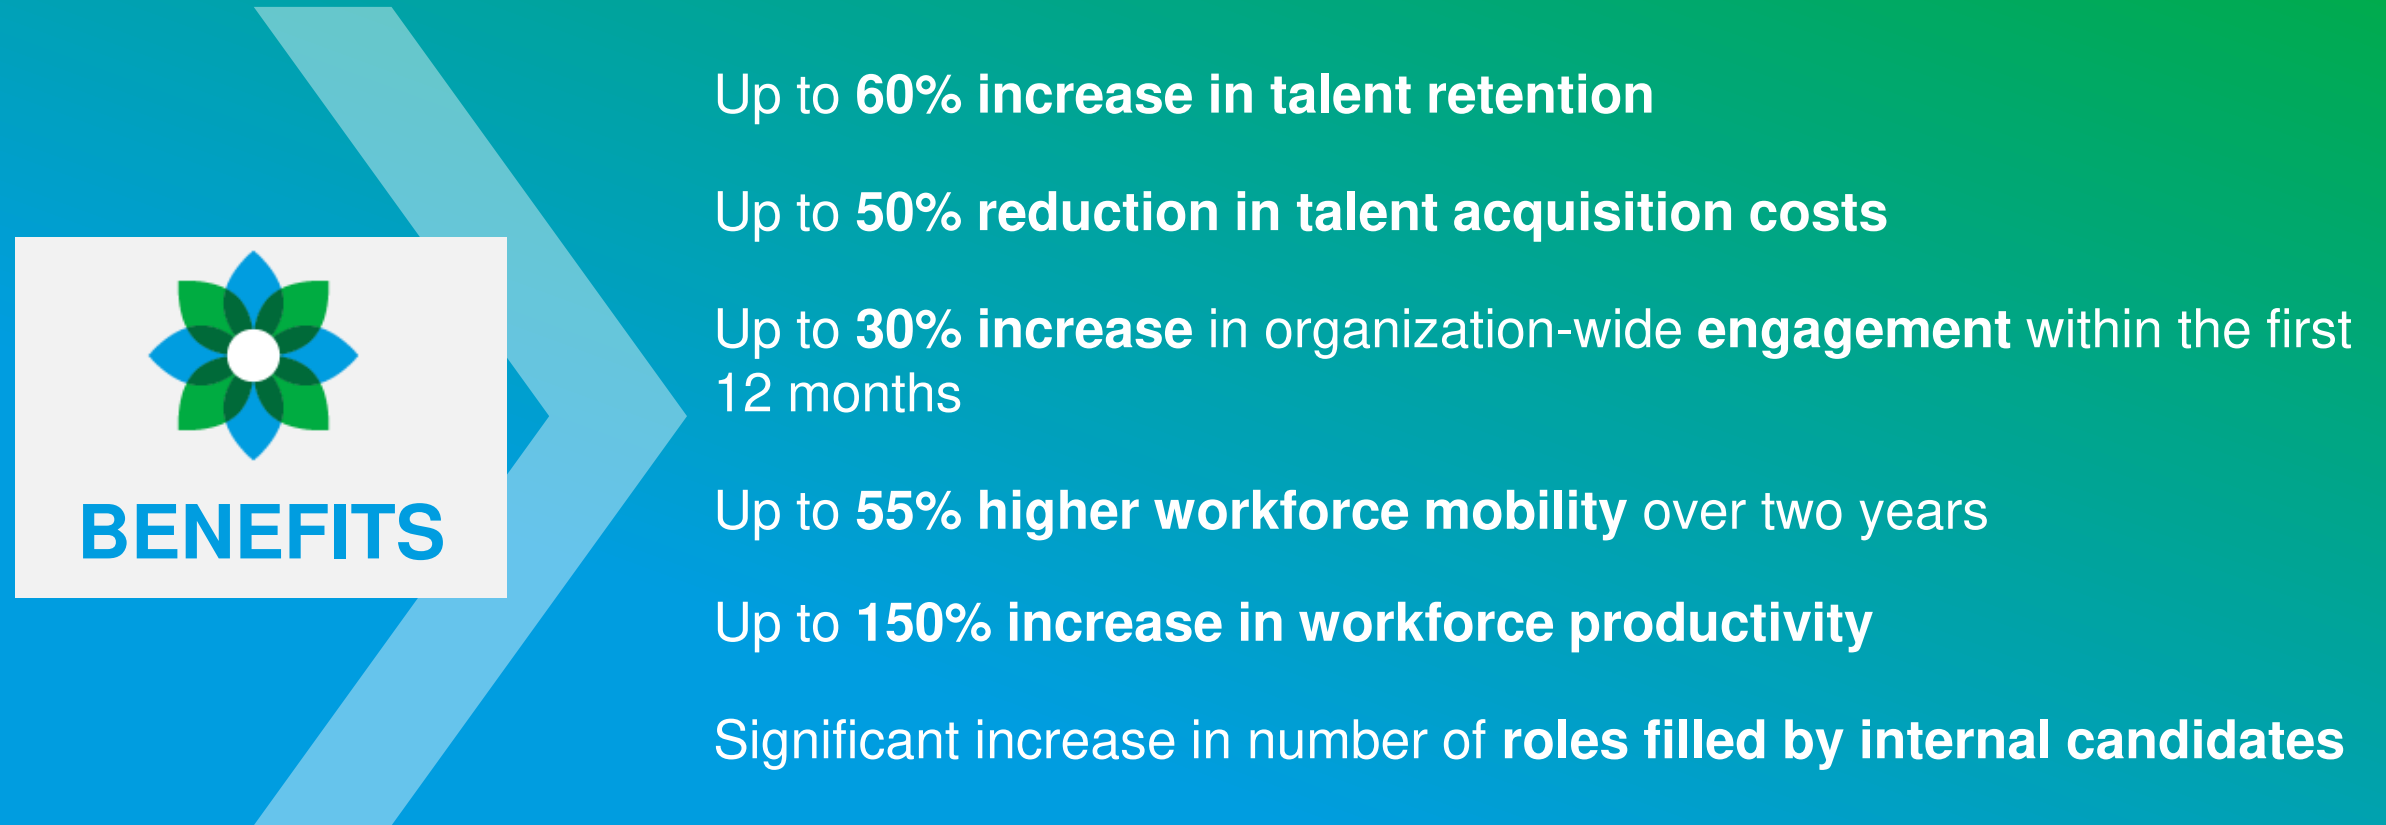 BENEFITS
Up to 60% increase in talent retention
Up to 50% reduction in talent acquisition costs
Up to 30% increase in organization-wide engagement within the first
12 months
Up to 55% higher workforce mobility over two years
Up to 150% increase in workforce productivity
Significant increase in number of roles filled by internal candidates